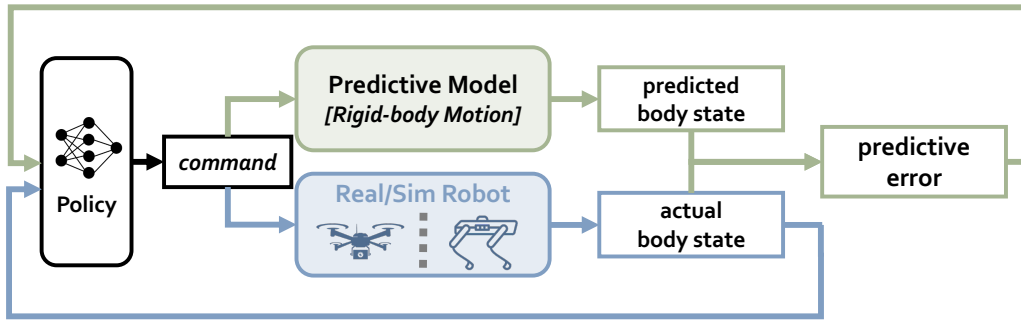 Policy
command
Predictive Model
[Rigid-body Motion]
Real/Sim Robot
predicted
body state
actual
body state
predictive
error